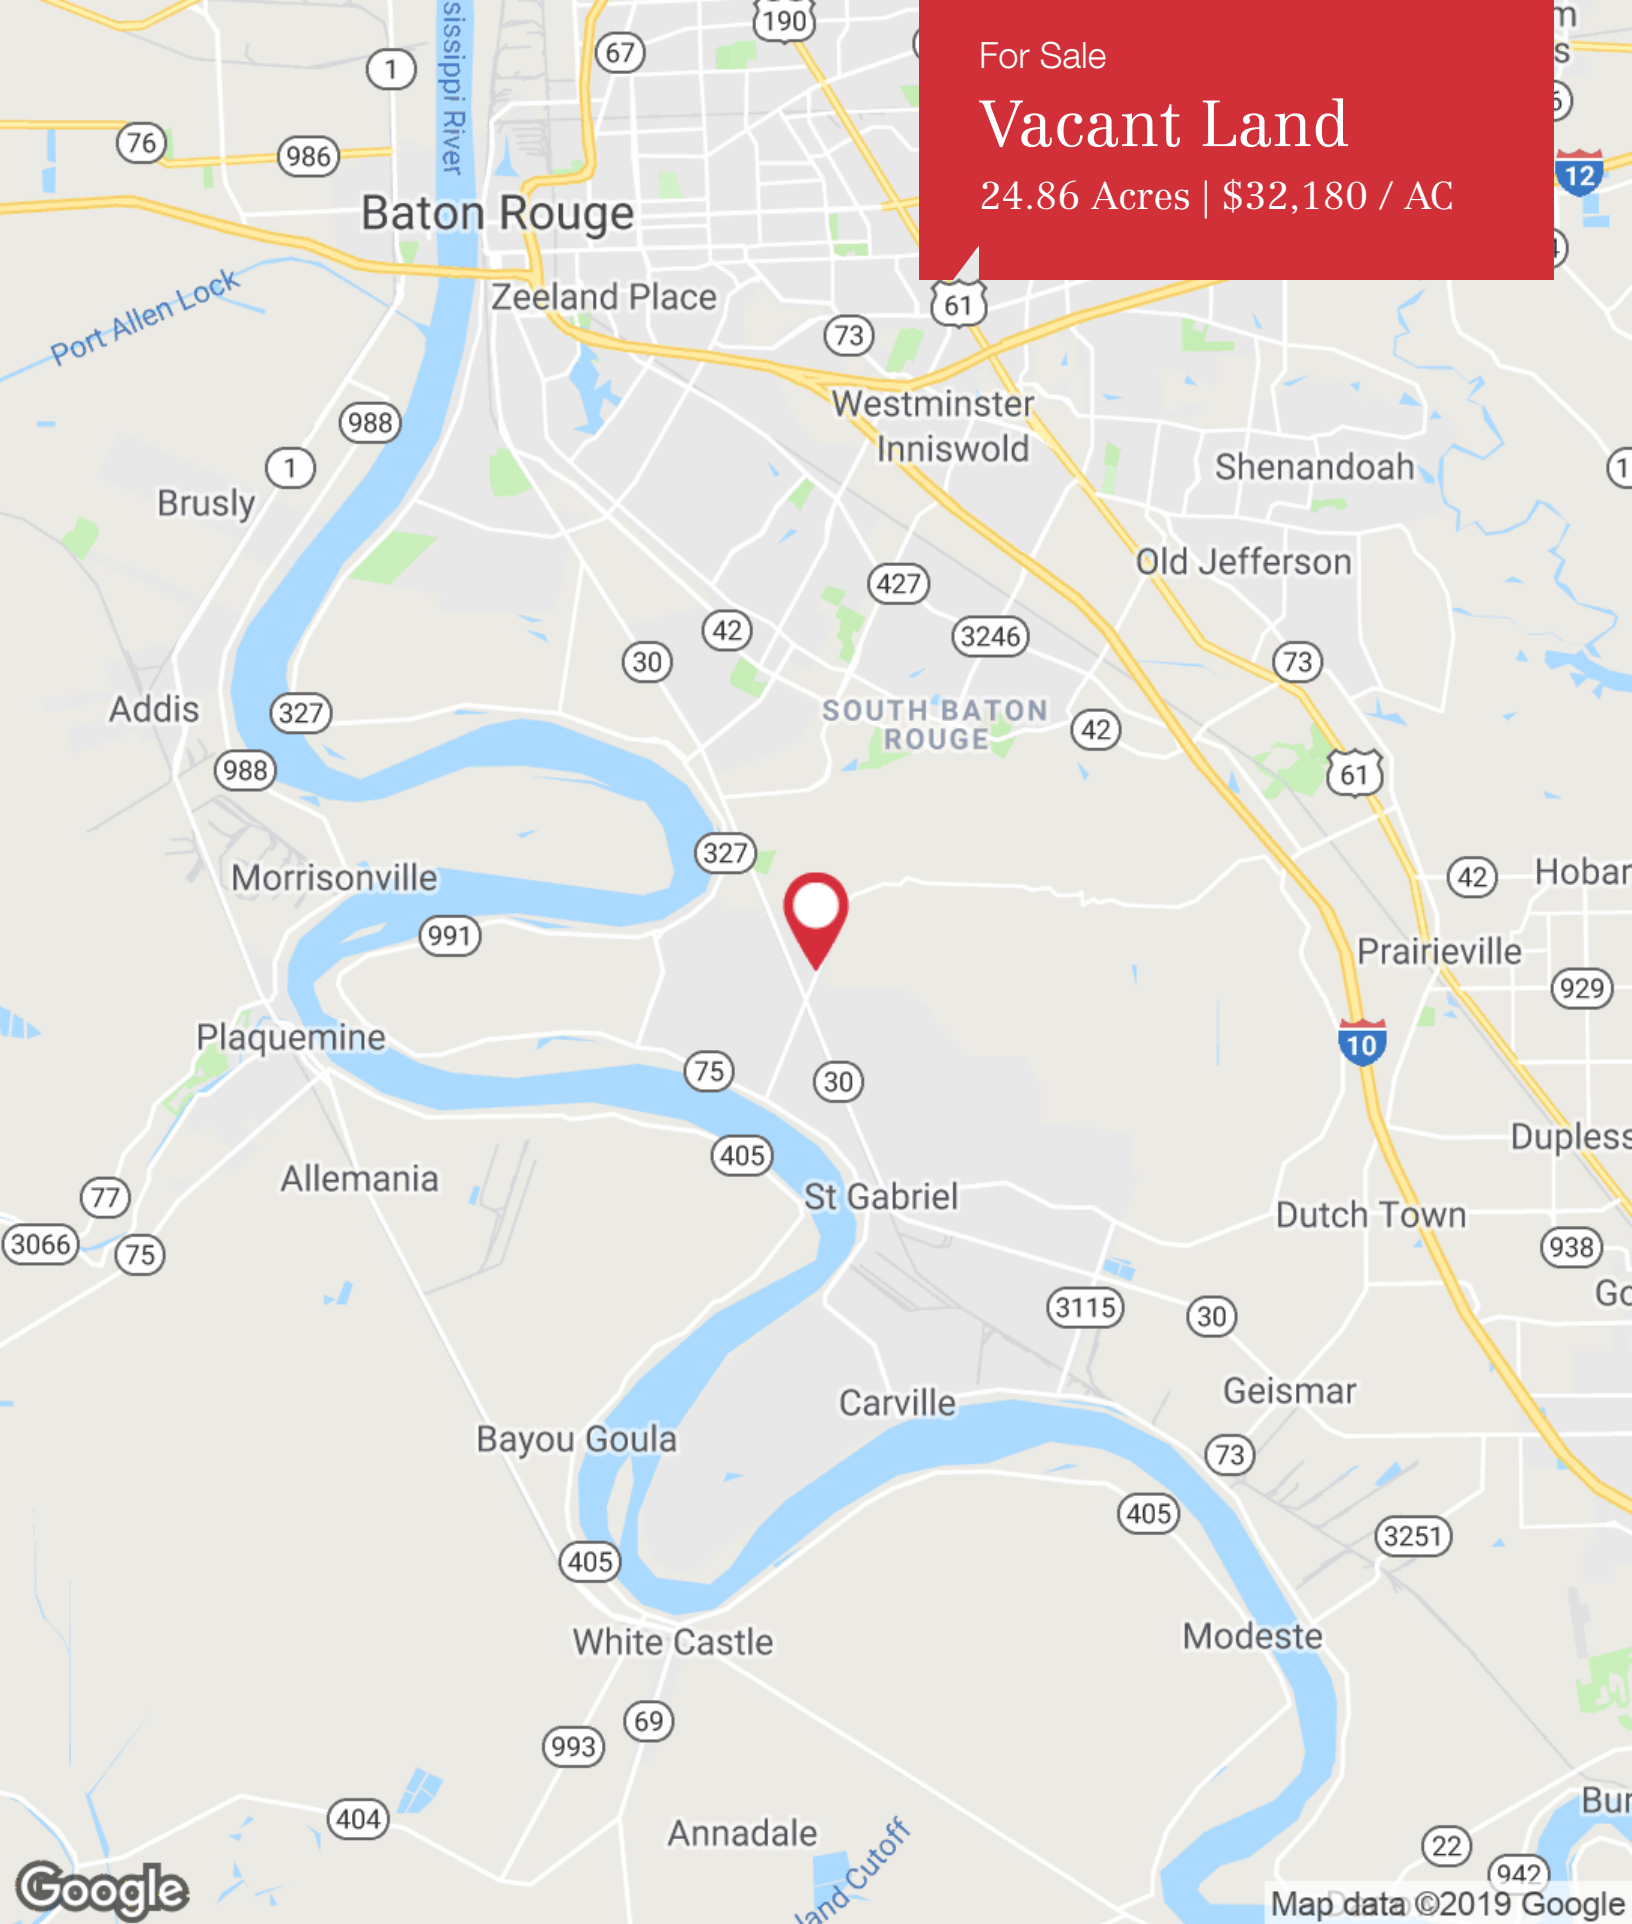 For Sale
Vacant Land
24.86 Acres | $32,180 / AC
190
67
1
76
986
Baton Rouge
12
Port Allen Lock
Zeeland Place
61
73
Westminster
Inniswold
988
1
Brusly
Shenandoah
Old Jefferson
427
42
3246
30
73
Addis
327
SOUTH BATON
ROUGE
42
988
61
327
Morrisonville
42
991
Prairieville
929
Plaquemine
10
75
30
405
Allemania
77
St Gabriel
Dutch Town
3066
75
938
3115
30
Geismar
Carville
Bayou Goula
73
405
3251
405
White Castle
Modeste
69
993
404
Annadale
22
942
Google
Map data ©2019 Google